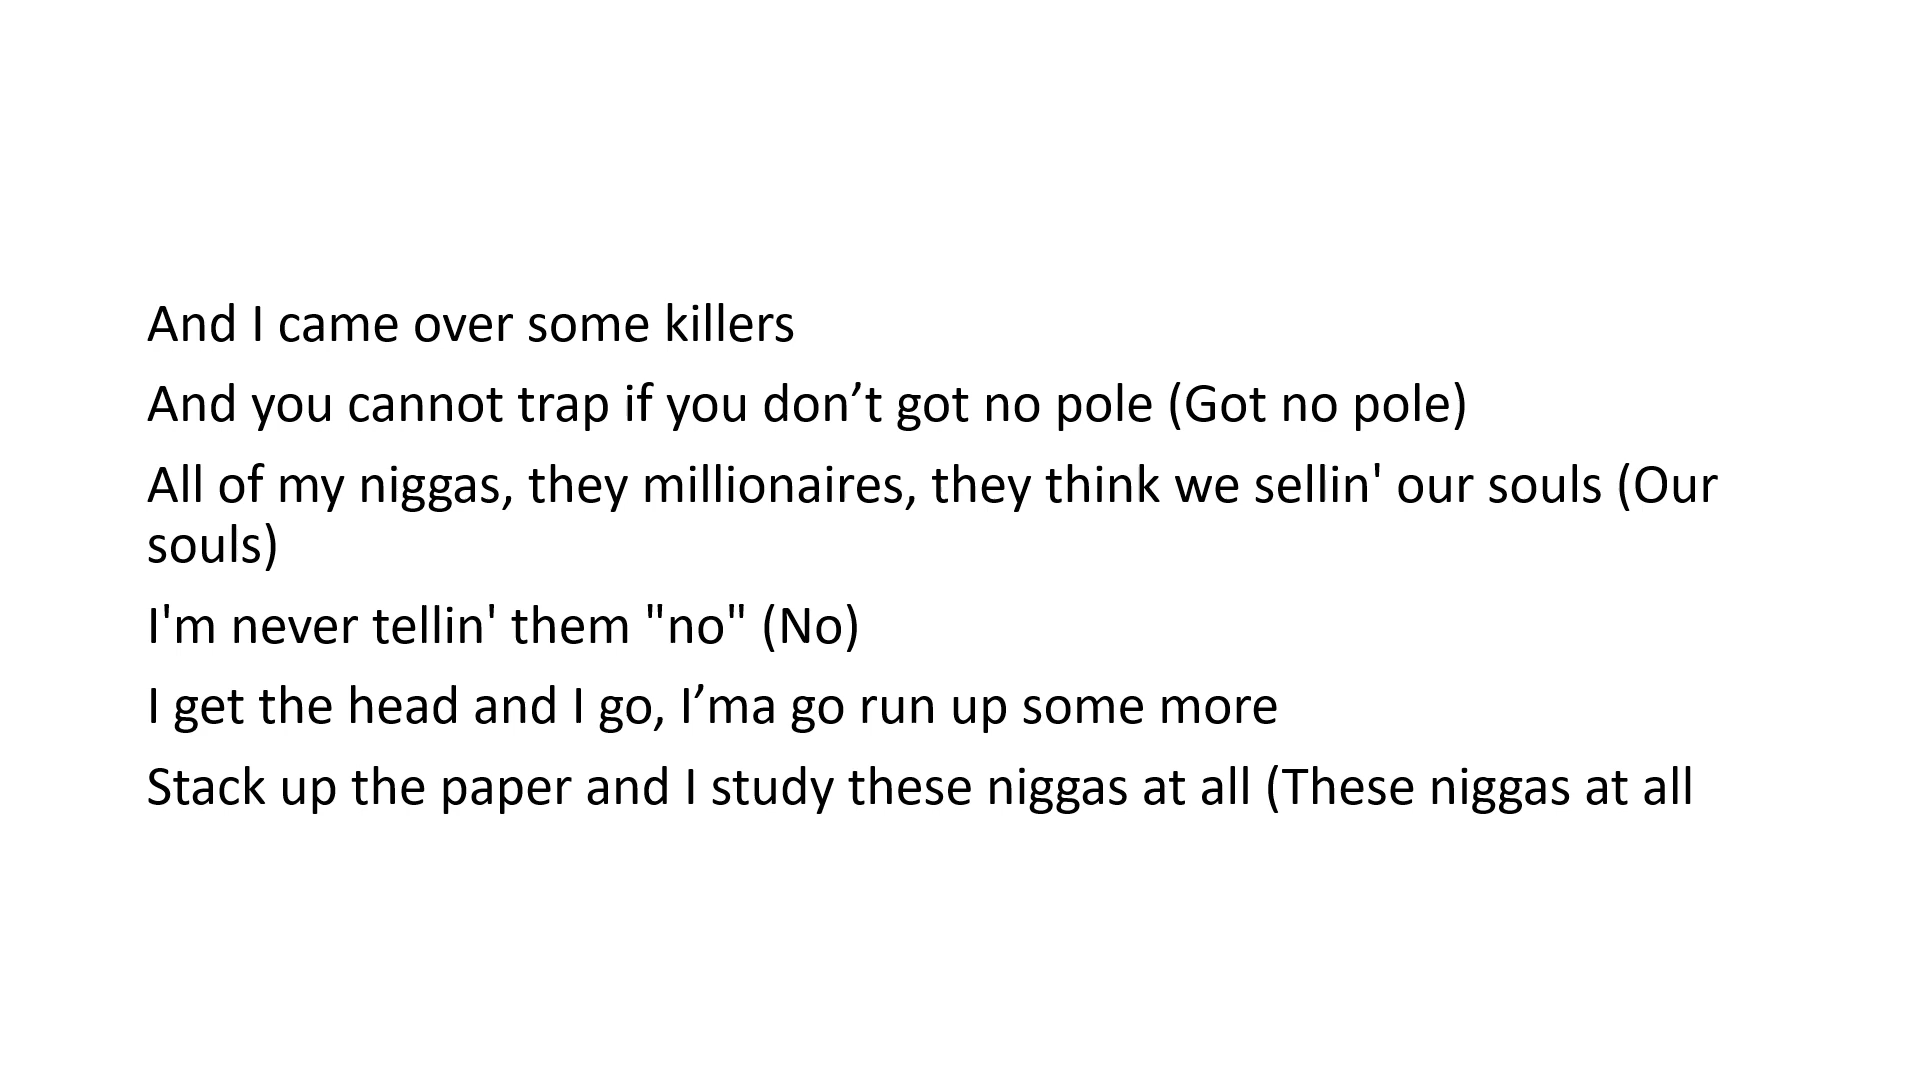 And I came over some killers
And you cannot trap if you don’t got no pole (Got no pole)
All of my niggas, they millionaires, they think we sellin' our souls (Our
souls)
I'm never tellin' them "no" (No)
I get the head and I go, I’ma go run up some more
Stack up the paper and I study these niggas at all (These niggas at all